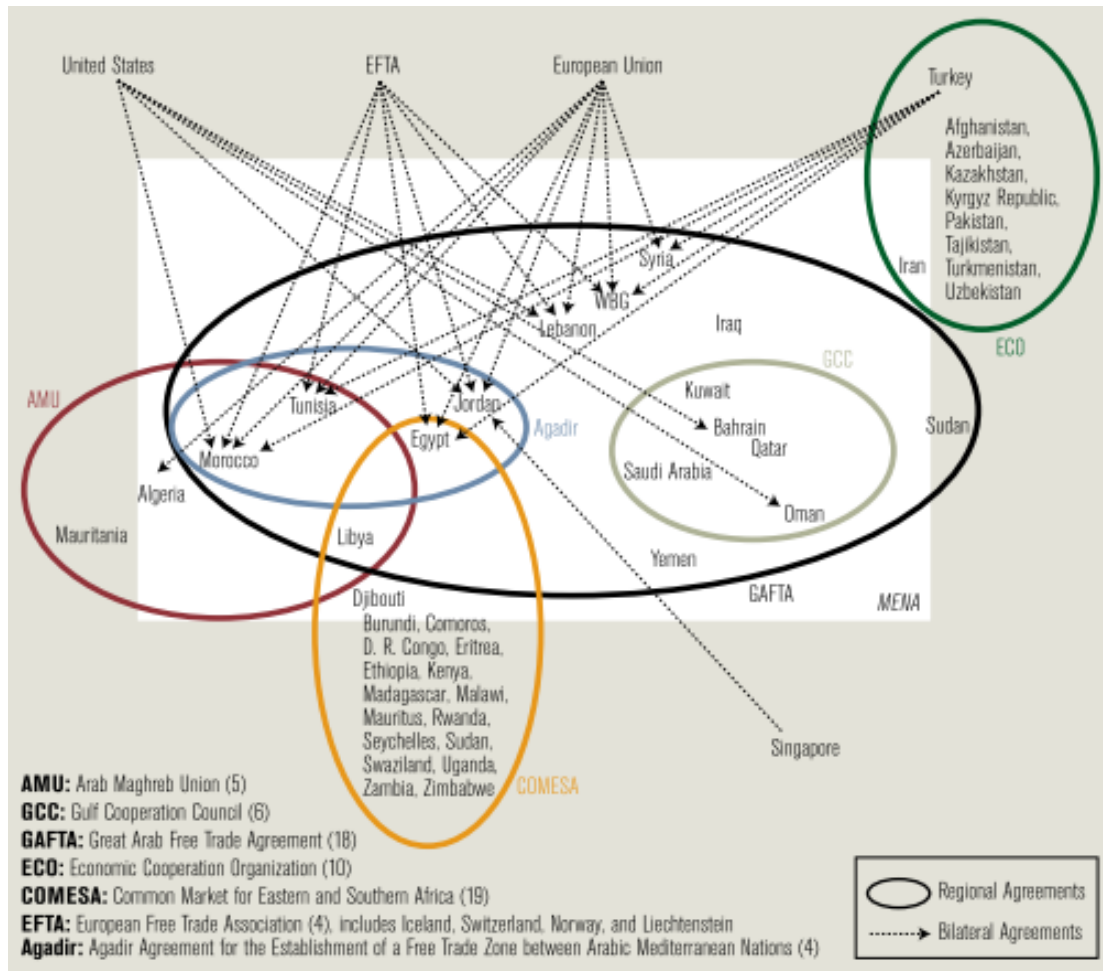 United States
EFTA
European Union
Turkey
Afghanistan,
Azerbaijan,
Kazakhstan,
Kyrgyz Republic,
Pakistan,
Tajikistan,
Turkmenistan,
Uzbekistan
Iran
ECO
Syria
WBG
Lebanon
Iraq
GCC
Kuwait
Bahrain
Qatar
Saudi Arabia
Oman
Sudan
AMU
Tunisia
Jordan
Agadir
Egypt
Morocco
Algeria
Mauritania
Libya
Yemen
GAFTA
MENA
Djibouti
Burundi, Comoros,
D. R. Congo, Eritrea,
Ethiopia, Kenya,
Madagascar, Malawi,
Mauritus, Rwanda,
Seychelles, Sudan,
Swaziland, Uganda,
Zambia, Zimbabwe
COMESA
Singapore
AMU: Arab Maghreb Union (5)
GCC: Gulf Cooperation Council (6)
GAFTA: Great Arab Free Trade Agreement (18)
ECO: Economic Cooperation Organization (10)
COMESA: Common Market for Eastern and Southern Africa (19)
EFTA: European Free Trade Association (4), includes Iceland, Switzerland, Norway, and Liechtenstein
Agadir: Agadir Agreement for the Establishment of a Free Trade Zone between Arabic Mediterranean Nations (4)
Regional Agreements
Bilateral Agreements